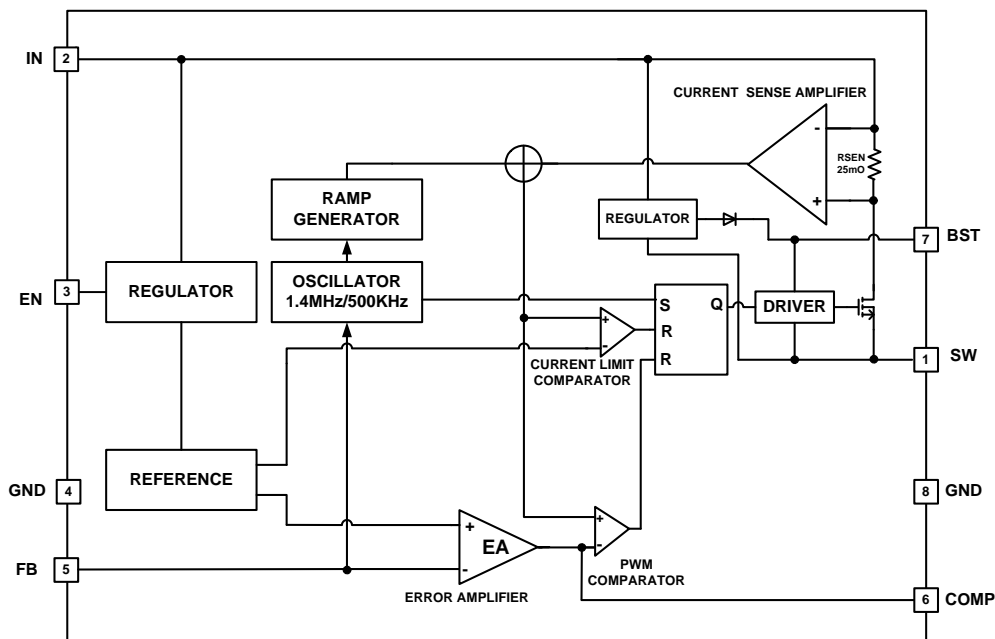 IN
2
CURRENT SENSE AMPLIFIER
-
RSEN
25mO
+
RAMP
GENERATOR
REGULATOR
7
BST
EN
3
REGULATOR
OSCILLATOR
1.4MHz/500KHz
S
Q
R
R
DRIVER
+
-
CURRENT LIMIT
COMPARATOR
1
SW
GND
4
REFERENCE
8
GND
+
EA
-
ERROR AMPLIFIER
+
-
PWM
COMPARATOR
FB
5
6
COMP